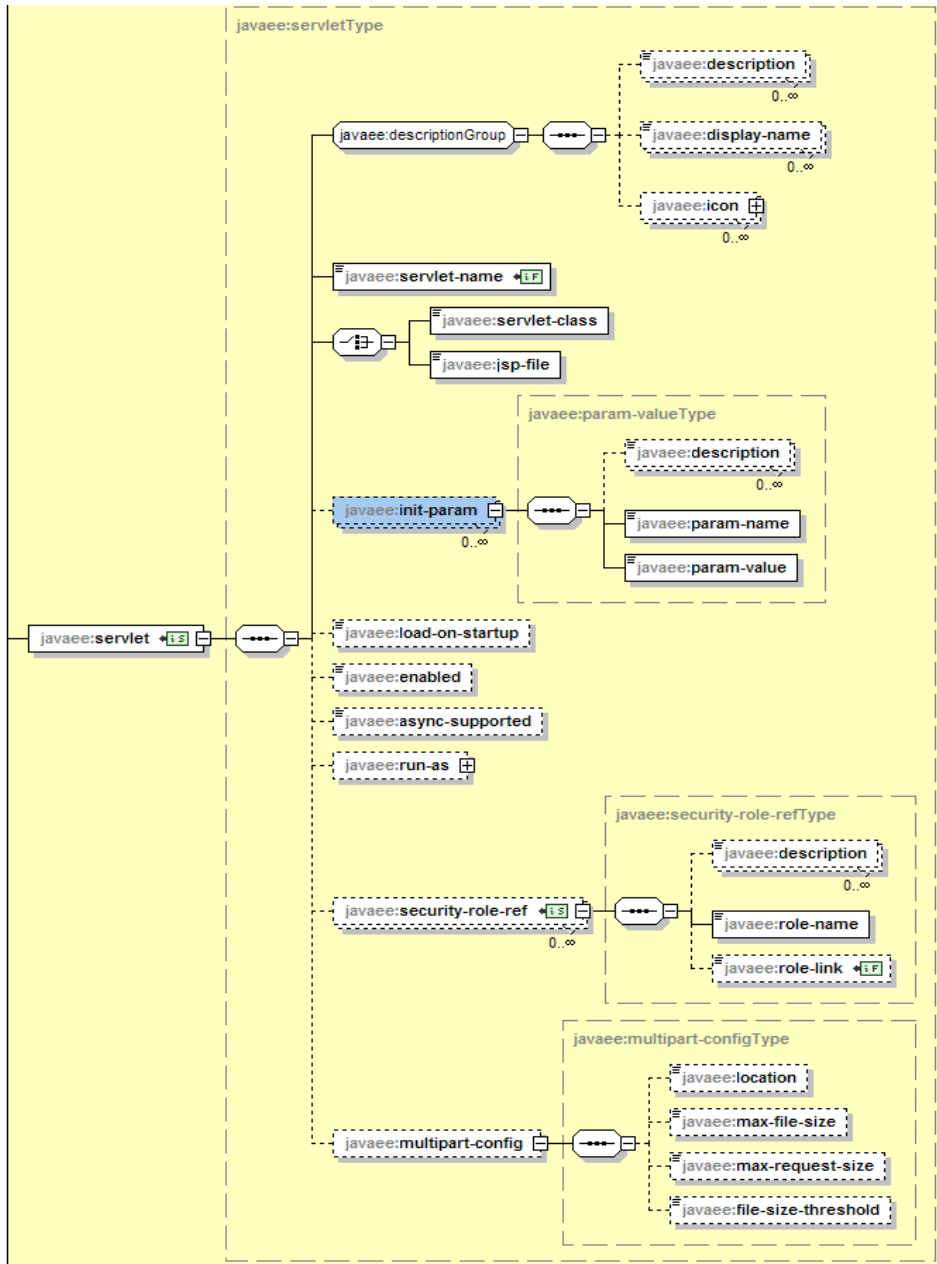 javaee:servletType
javaee:description
0..∞
javaee:descriptionGroup
javaee:display-name
0..∞
javaee:icon
0..∞
javaee:servlet-name iF
javaee:servlet-class
javaee:jsp-file
javaee:param-valueType
javaee:description
0..∞
javaee:init-param
0..∞
javaee:param-name
javaee:param-value
javaee:servlet iS
javaee:load-on-startup
javaee:enabled
javaee:async-supported
javaee:run-as
javaee:security-role-refType
javaee:description
0..∞
javaee:security-role-ref iS
0..∞
javaee:role-name
javaee:role-link iF
javaee:multipart-configType
javaee:location
javaee:max-file-size
javaee:multipart-config
javaee:max-request-size
javaee:file-size-threshold